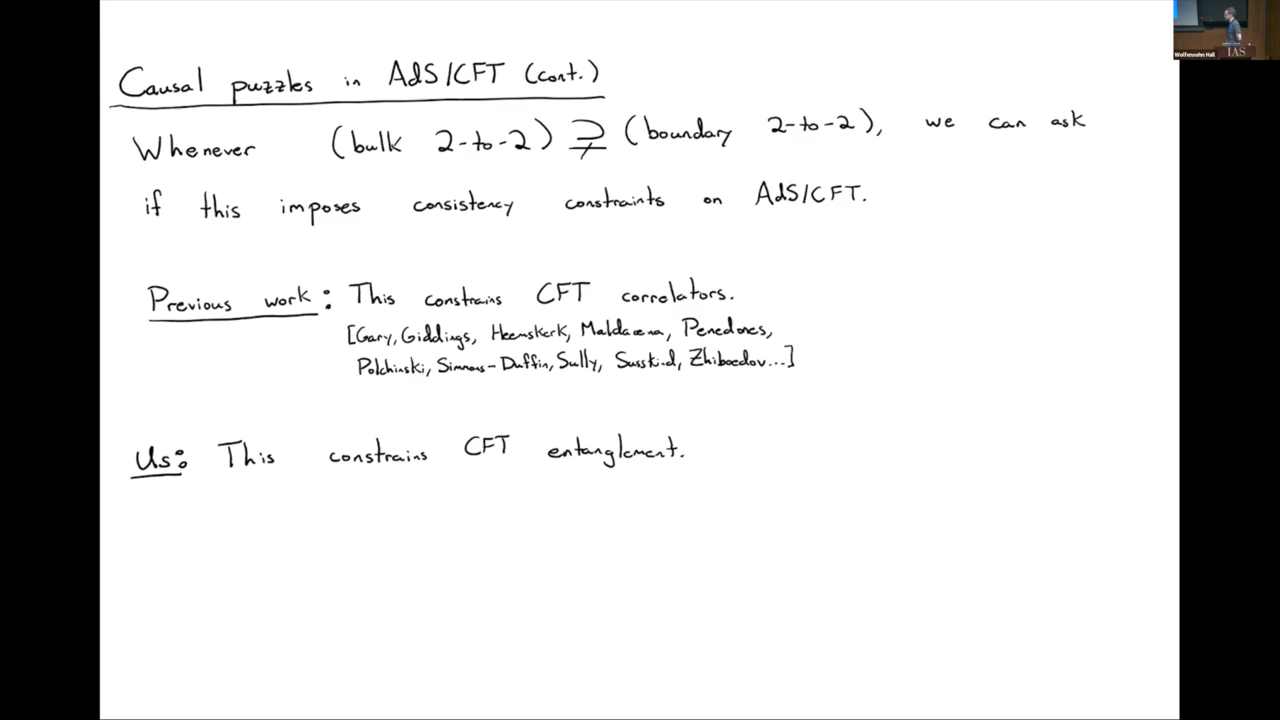 Causal puzzles in AdS/CFT (cont.)
Whenever (bulk 2-to-2) ⊋ (boundary 2-to-2), we can ask
if this imposes consistency constraints on AdS/CFT.
Previous work: This constrains CFT correlators.
[Gary, Giddings, Heemskerk, Maldacena, Penedones,
Polchinski, Simmons-Duffin, Sully, Susskind, Zhiboedov...]
Us: This constrains CFT entanglement.
Wolfensohn Hall
IAS